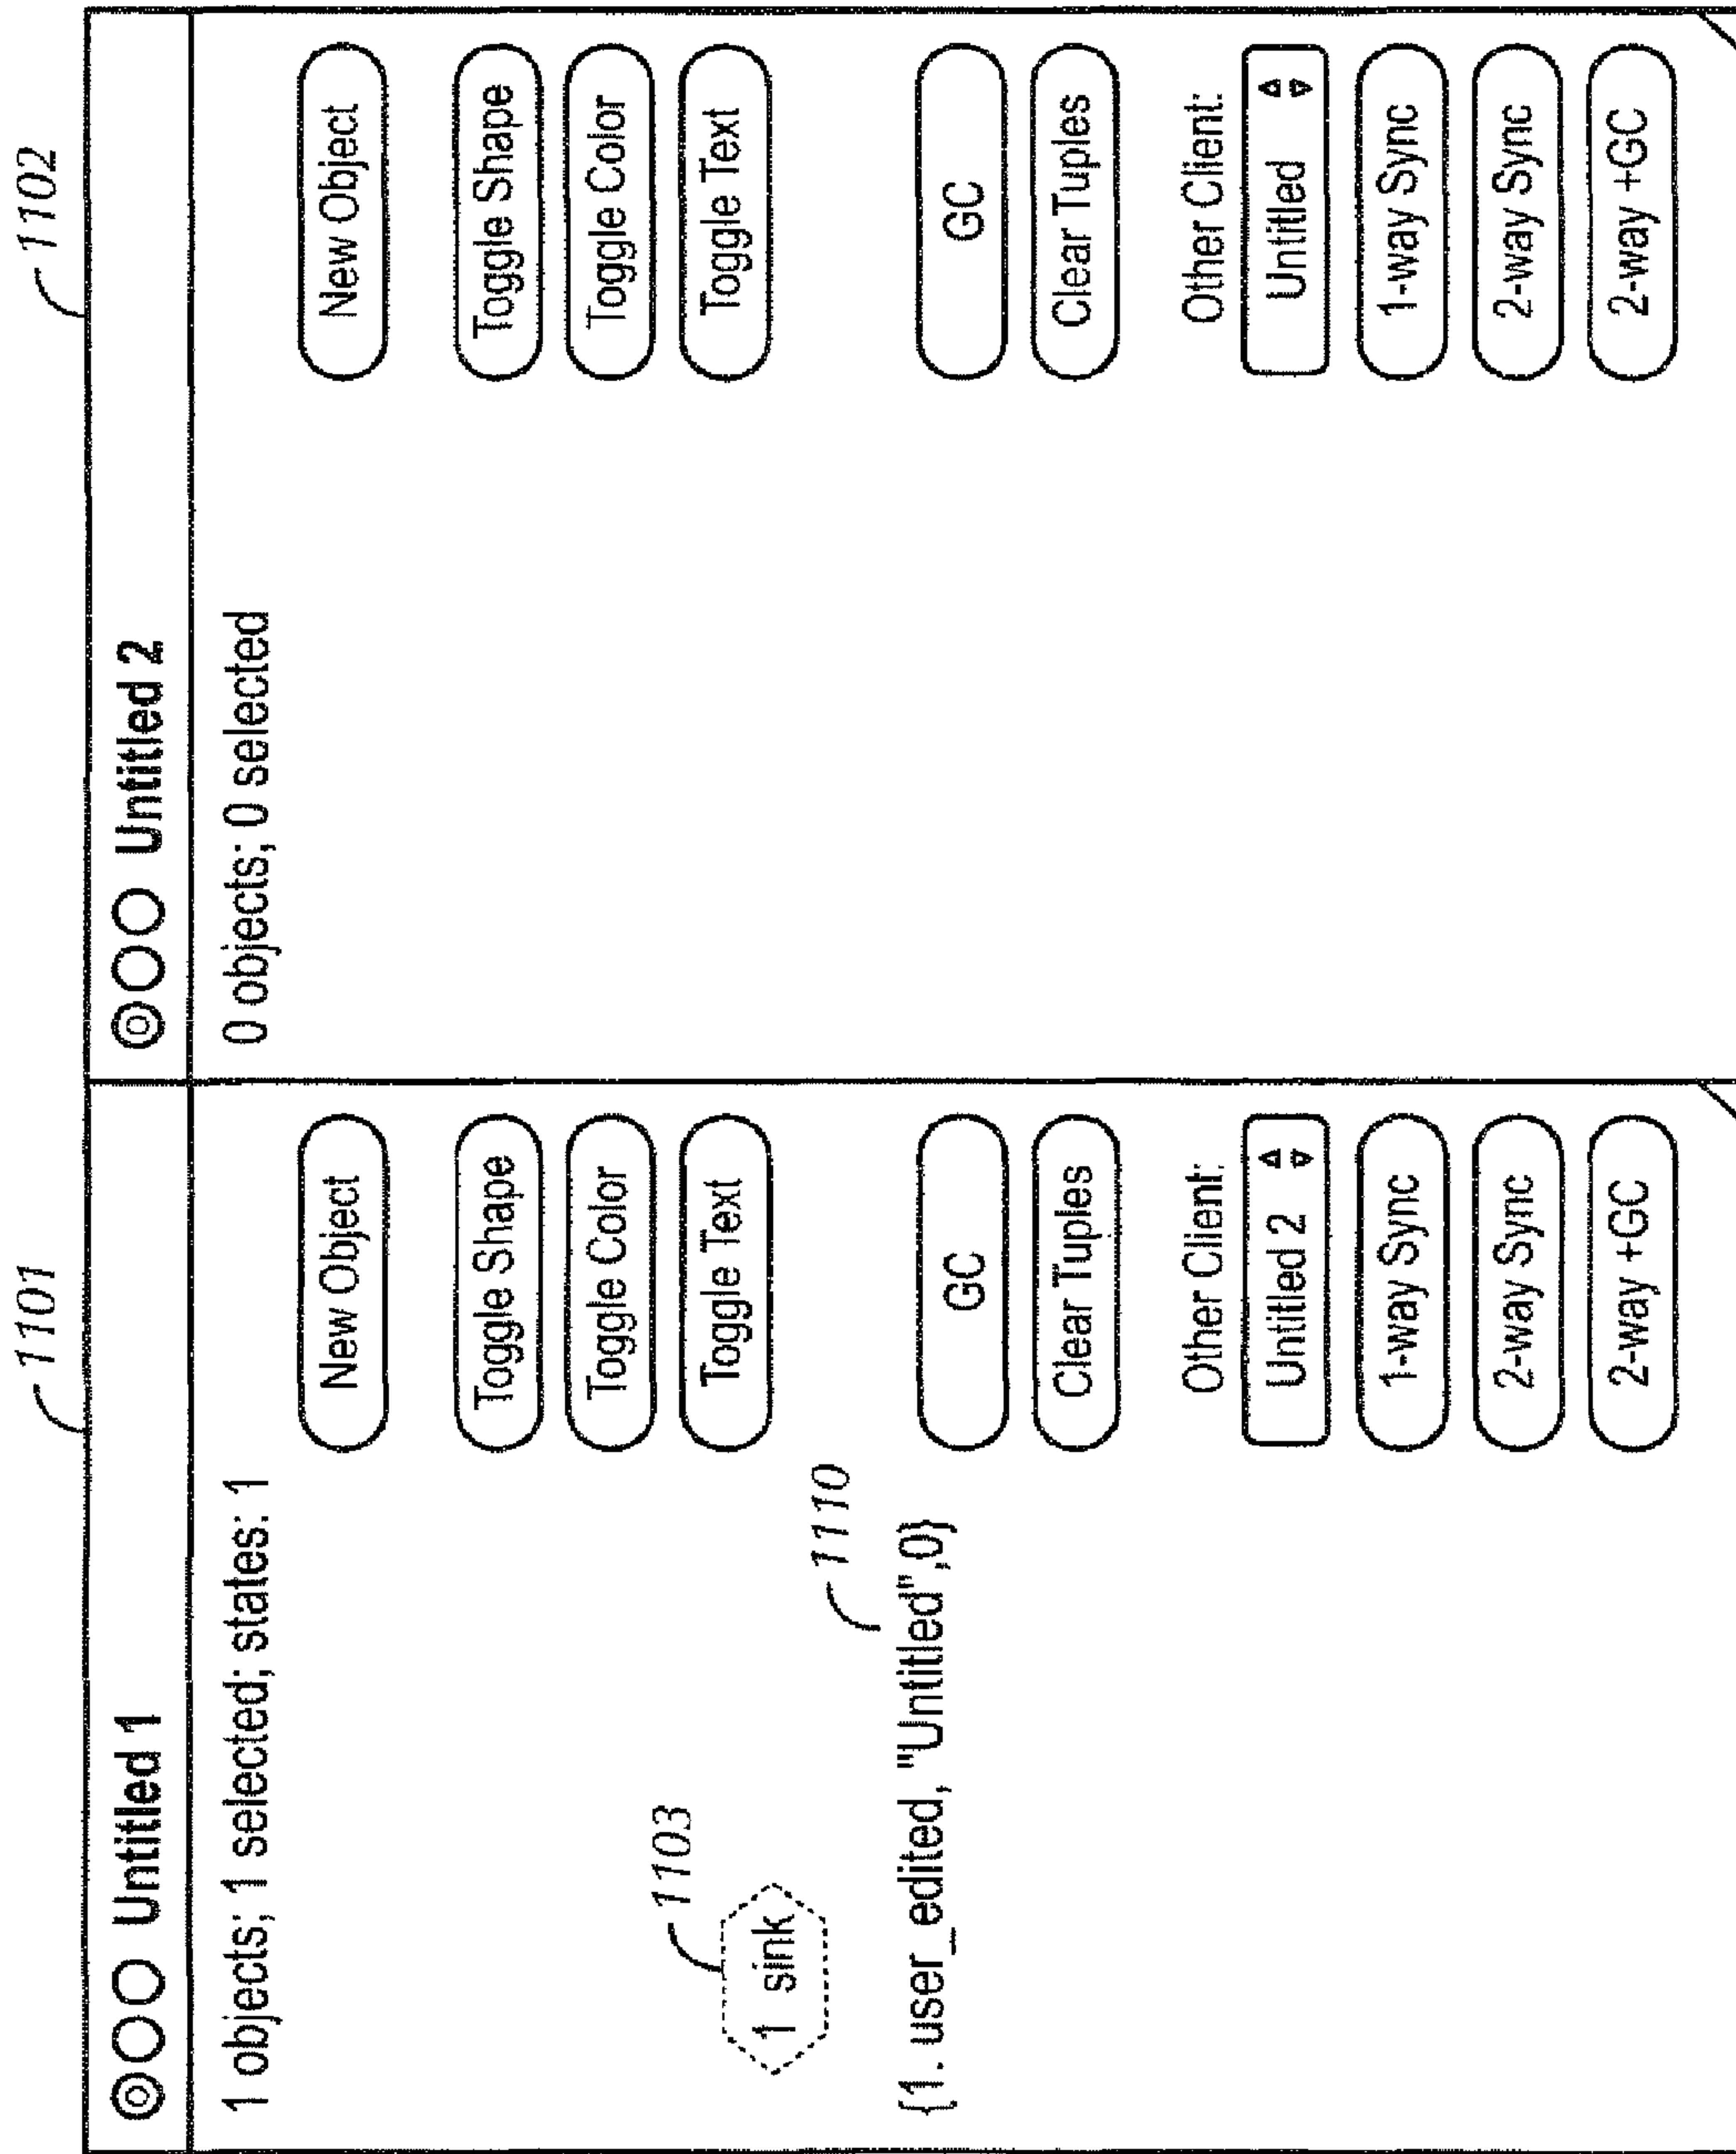 1101
Untitled 1
1 objects; 1 selected; states: 1
New Object
Toggle Shape
Toggle Color
Toggle Text
1103
1 sink
1110
{1. user_edited, "Untitled",0}
GC
Clear Tuples
Other Client:
Untitled 2
1-way Sync
2-way Sync
2-way +GC
1102
Untitled 2
0 objects; 0 selected
New Object
Toggle Shape
Toggle Color
Toggle Text
GC
Clear Tuples
Other Client:
Untitled
1-way Sync
2-way Sync
2-way +GC